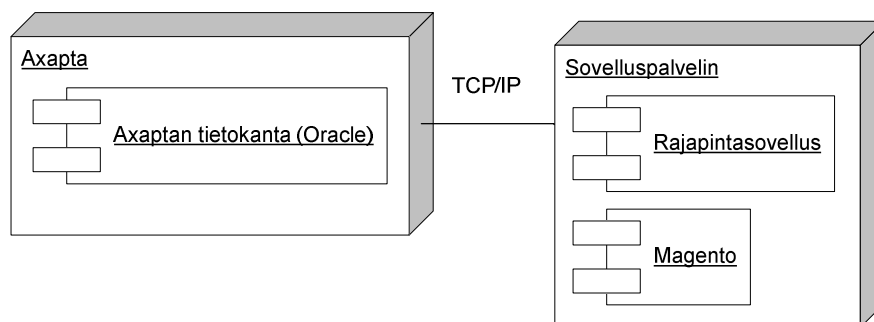 Axapta
Axaptan tietokanta (Oracle)
TCP/IP
Sovelluspalvelin
Rajapintasovellus
Magento